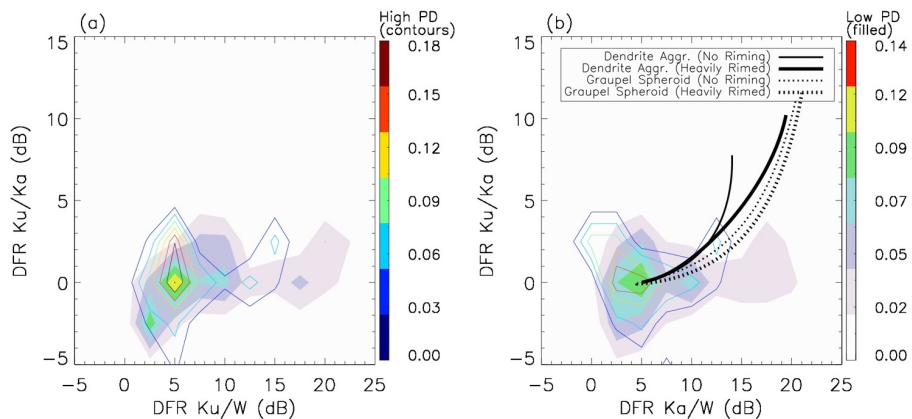 (a)
High PD
(contours)
(b)
Low PD
(filled)
15
10
5
0
-5
DFR Ku/Ka (dB)
-5 0 5 10 15 20 25
DFR Ku/W (dB)
0.18
0.15
0.12
0.09
0.06
0.03
0.00
15
10
5
0
-5
DFR Ku/Ka (dB)
Dendrite Aggr. (No Riming)
Dendrite Aggr. (Heavily Rimed)
Graupel Spheroid (No Riming)
Graupel Spheroid (Heavily Rimed)
-5 0 5 10 15 20 25
DFR Ka/W (dB)
0.14
0.12
0.09
0.07
0.05
0.02
0.00